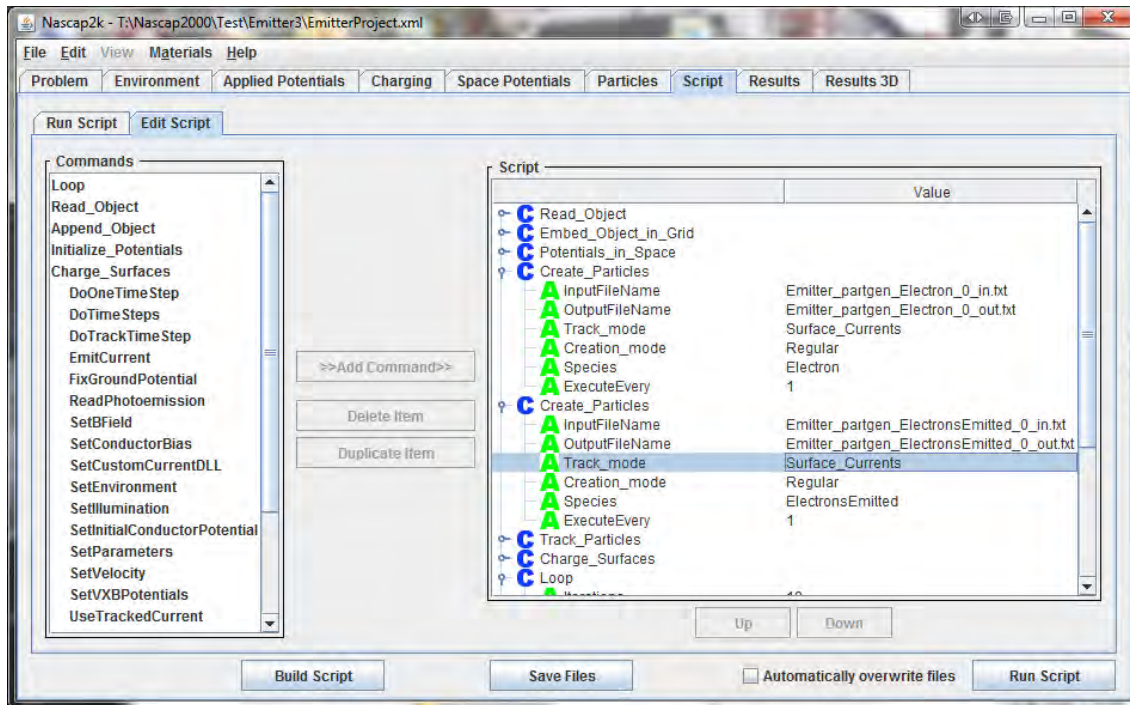 Nascap2k - T:\Nascap2000\Test\Emitter3\EmitterProject.xml
File Edit View Materials Help
Problem Environment Applied Potentials Charging Space Potentials Particles Script Results Results 3D
Run Script Edit Script
Commands
Loop
Read_Object
Append_Object
Initialize_Potentials
Charge_Surfaces
DoOneTimeStep
DoTimeSteps
DoTrackTimeStep
EmitCurrent
FixGroundPotential
ReadPhotoemission
SetBField
SetConductorBias
SetCustomCurrentDLL
SetEnvironment
SetIllumination
SetInitialConductorPotential
SetParameters
SetVelocity
SetVXBPotentials
UseTrackedCurrent
>>Add Command>>
Delete Item
Duplicate Item
Script
Value
C Read_Object
C Embed_Object_in_Grid
C Potentials_in_Space
C Create_Particles
A InputFileName Emitter_partgen_Electron_0_in.txt
A OutputFileName Emitter_partgen_Electron_0_out.txt
A Track_mode Surface_Currents
A Creation_mode Regular
A Species Electron
A ExecuteEvery 1
C Create_Particles
A InputFileName Emitter_partgen_ElectronsEmitted_0_in.txt
A OutputFileName Emitter_partgen_ElectronsEmitted_0_out.txt
A Track_mode Surface_Currents
A Creation_mode Regular
A Species ElectronsEmitted
A ExecuteEvery 1
C Track_Particles
C Charge_Surfaces
C Loop
Up Down
Build Script Save Files Automatically overwrite files Run Script